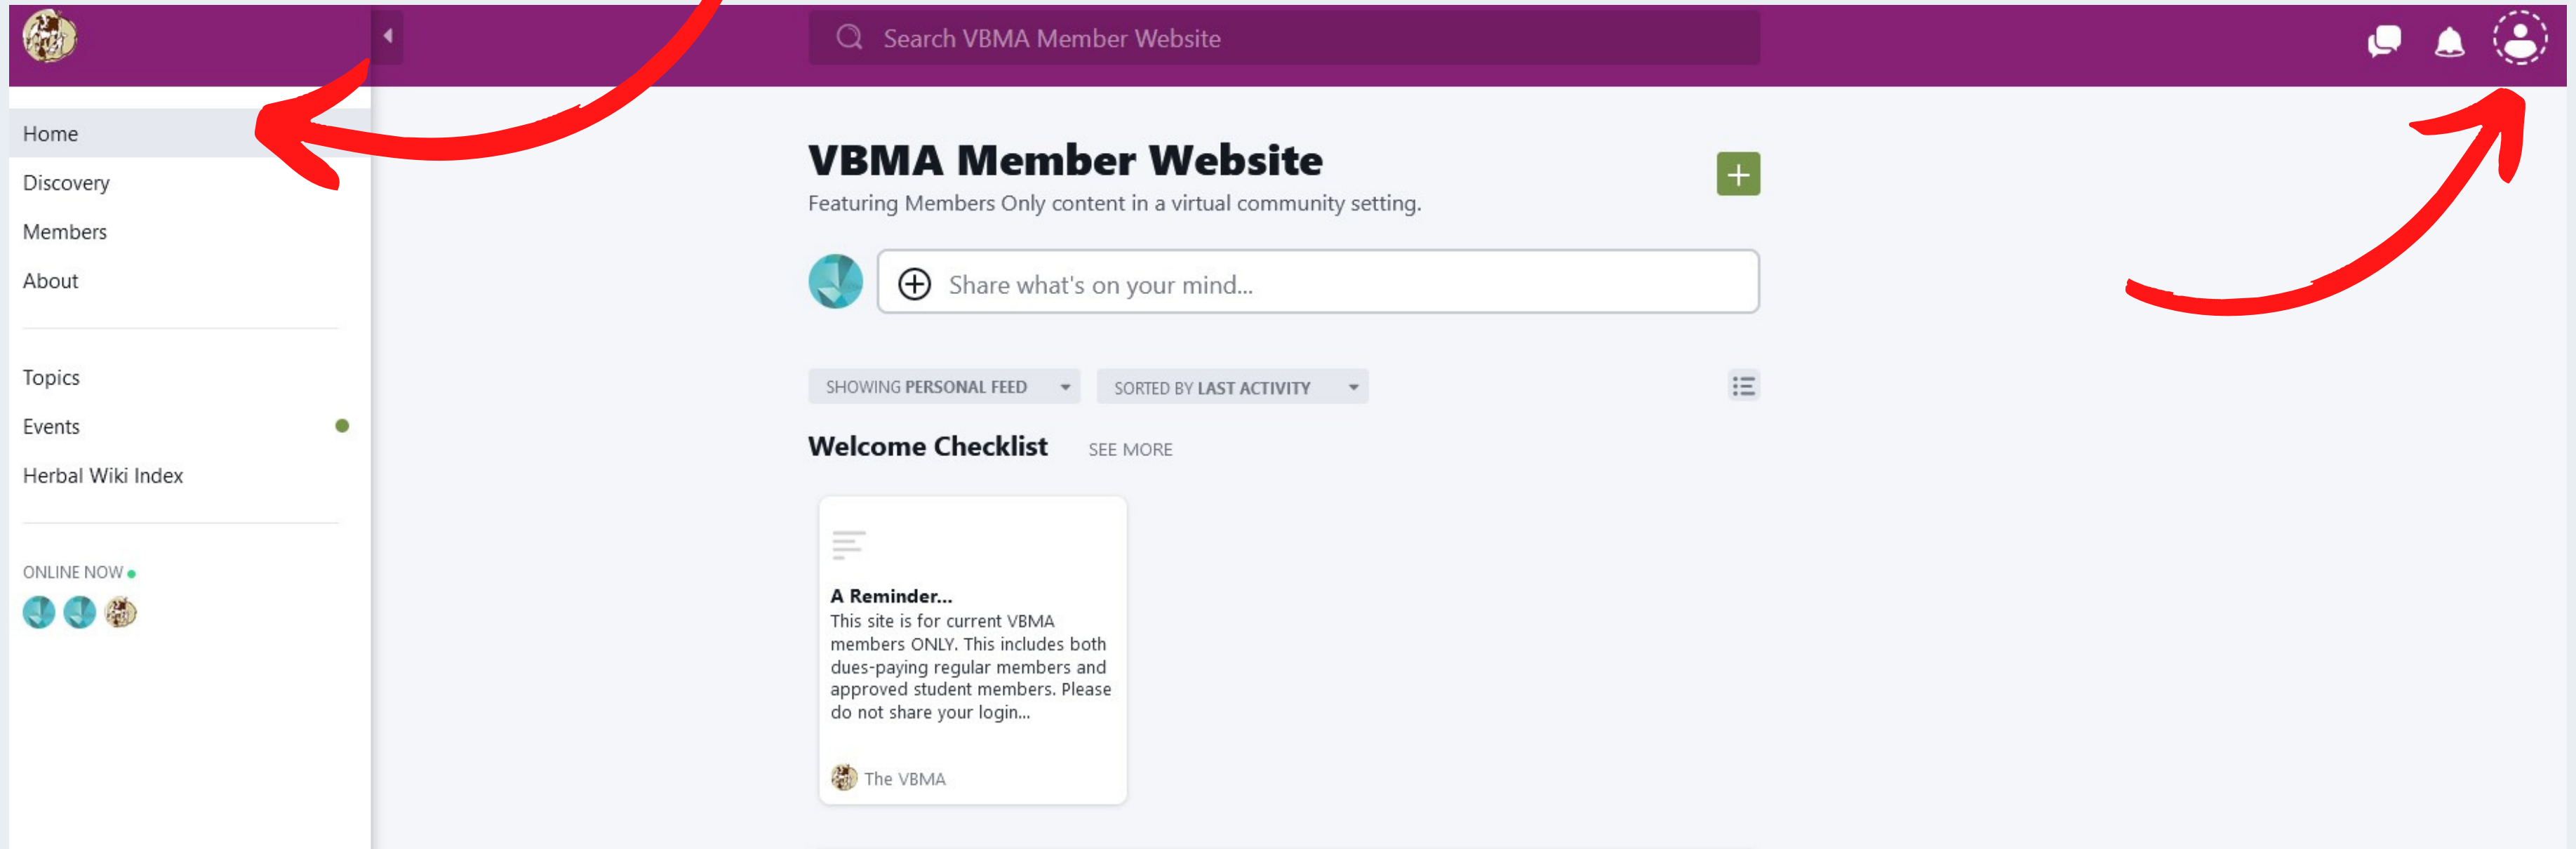 Search VBMA Member Website
Home
Discovery
Members
About
Topics
Events
Herbal Wiki Index
ONLINE NOW
VBMA Member Website
Featuring Members Only content in a virtual community setting.
Share what's on your mind...
SHOWING PERSONAL FEED
SORTED BY LAST ACTIVITY
Welcome Checklist SEE MORE
A Reminder...
This site is for current VBMA
members ONLY. This includes both
dues-paying regular members and
approved student members. Please
do not share your login...
The VBMA